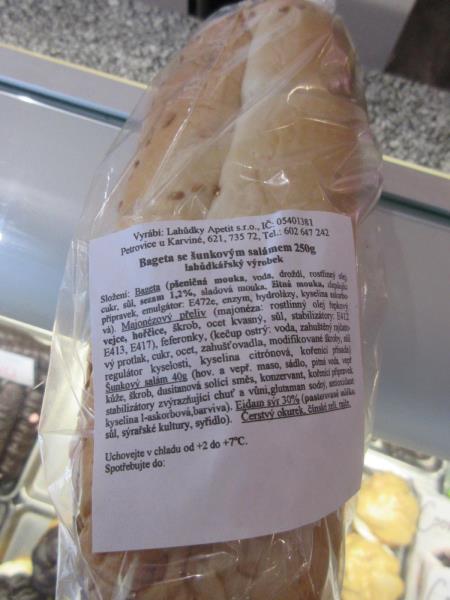 Vyrábí: Lahůdky Apetit s.r.o., IČ: 05401381
Petrovice u Karviné, 621, 735 72, Tel.: 602 647 242
Bageta se šunkovým salámem 250g
lahůdkářský výrobek
Složení: Bageta (pšeničná mouka, voda, droždí, rostlinný olej,
cukr, sůl, sezam 1,2%, sladová mouka, žitná mouka, zlepšující
přípravek, emulgátor: E472e, enzym, hydrolázy, kyselina askorbo-
vá). Majonézový přeliv (majonéza: rostlinný olej řepkový
vejce, hořčice, škrob, ocet kvasný, sůl, stabilizátory: E412
E413, E417), feferonky, (kečup ostrý: voda, zahuštěný rajčato-
vý protlak, cukr, ocet, zahušťovadla, modifikované škroby, sůl
regulátor kyselosti, kyselina citrónová, kořenící přísada)
Šunkový salám 40g (hov. a vepř. maso, sádlo, pitná voda, vepř
kůže, škrob, dusitanová solící směs, konzervant, kořenící přípravek,
stabilizátory zvýrazňující chuť a vůni,glutaman sodný, antioxidant
kyselina l-askorbová,barviva). Eidam sýr 30% (pasterované mléko,
sůl, sýrařské kultury, syřidlo). Čerstvý okurek, čínské zelí,
Uchovejte v chladu od +2 do +7°C.
Spotřebujte do: